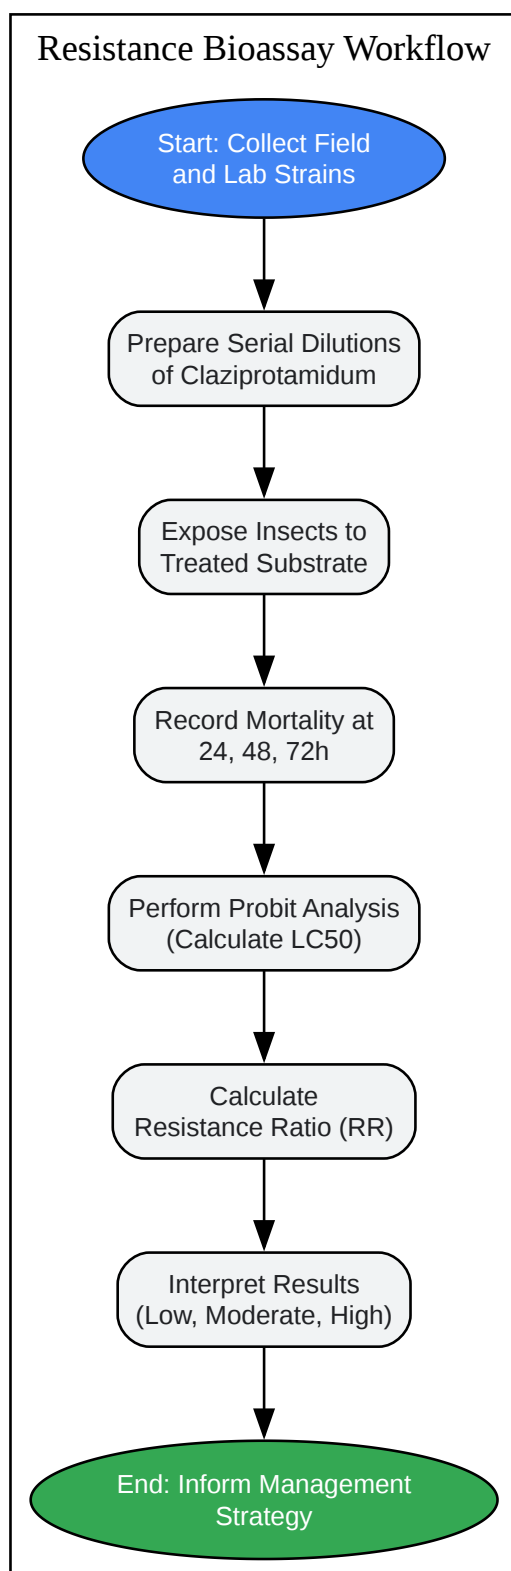 Resistance Bioassay Workflow
Start: Collect Field
and Lab Strains
Prepare Serial Dilutions
of Claziprotamidum
Expose Insects to
Treated Substrate
Record Mortality at
24, 48, 72h
Perform Probit Analysis
(Calculate LC50)
Calculate
Resistance Ratio (RR)
Interpret Results
(Low, Moderate, High)
End: Inform Management
Strategy